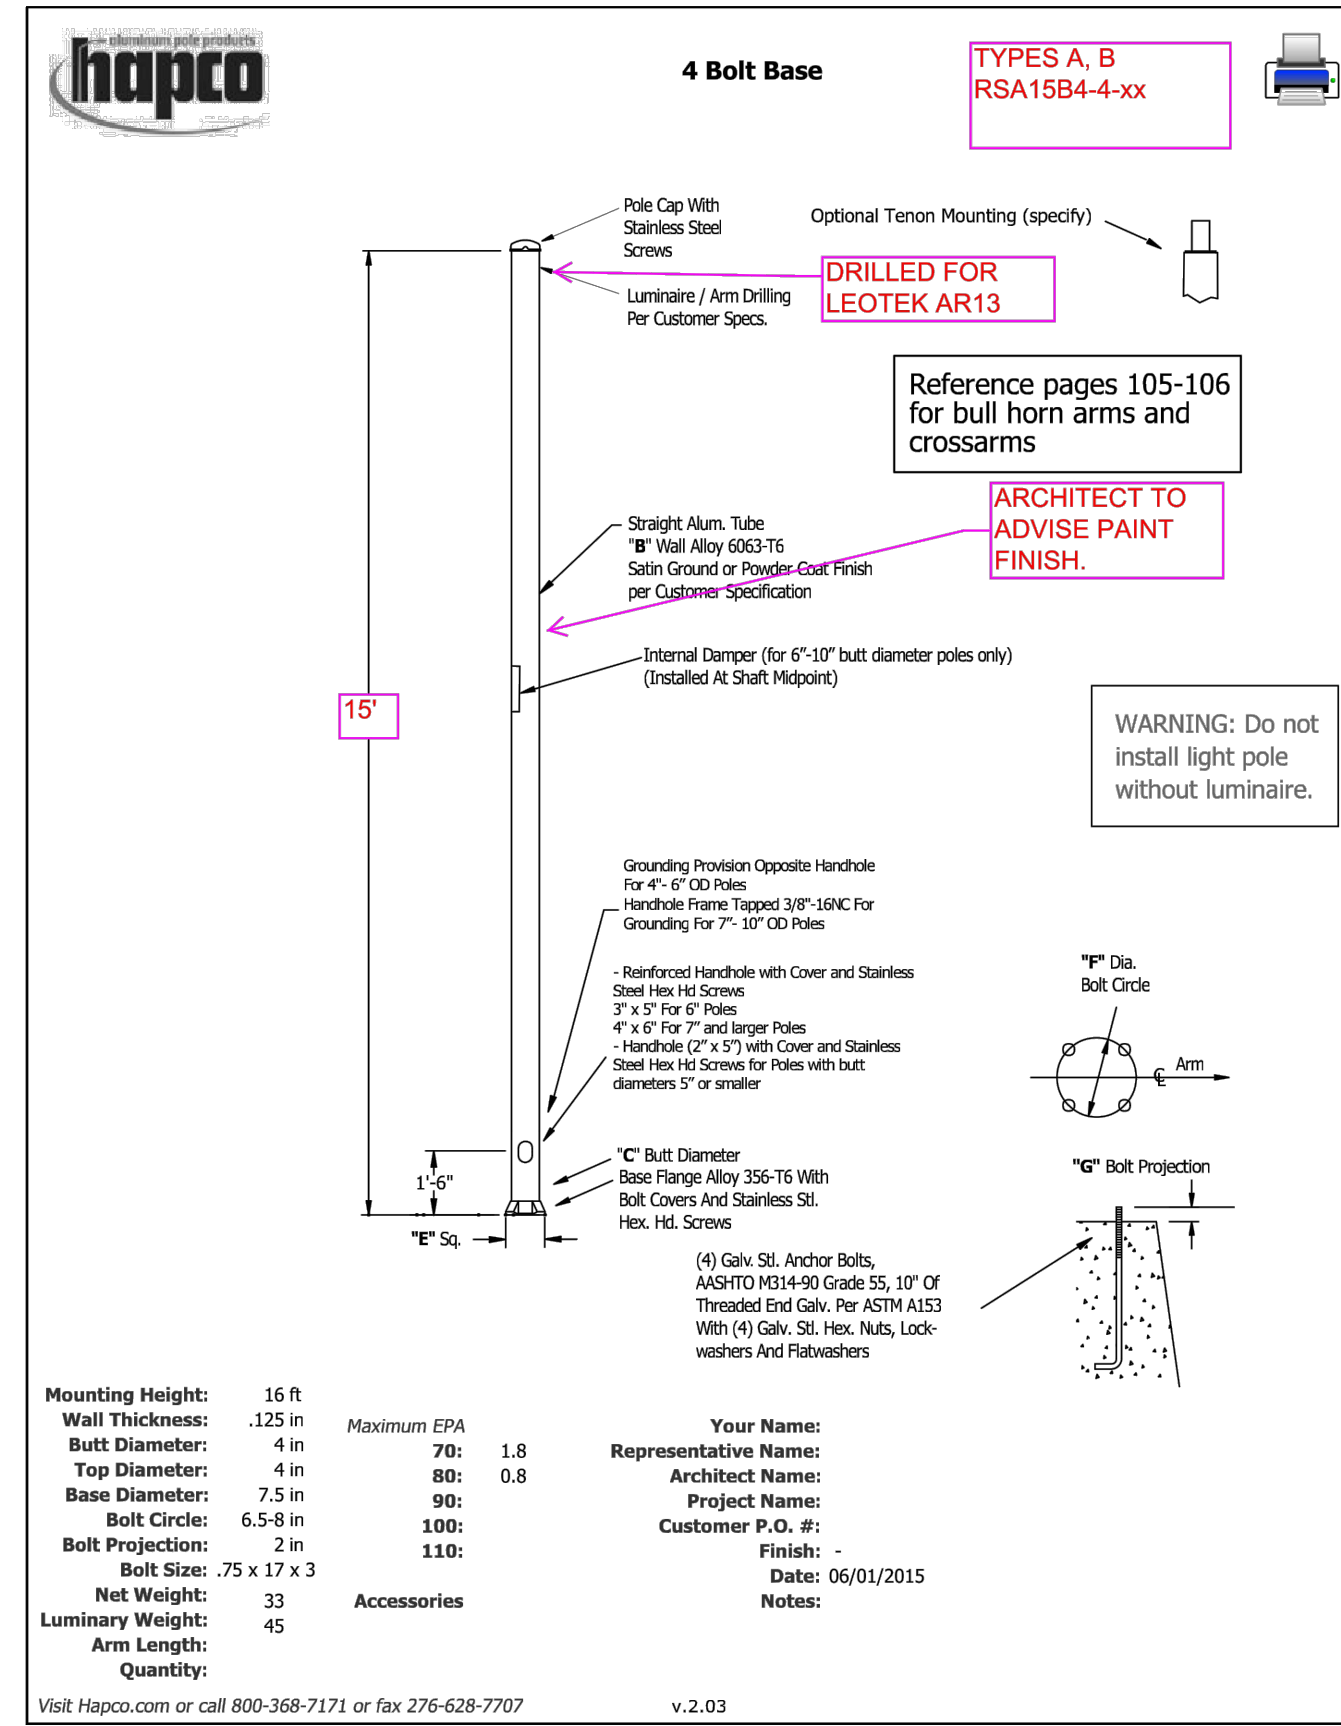 aluminum pole products
hapco
4 Bolt Base
TYPES A, B
RSA15B4-4-xx
Pole Cap With
Stainless Steel
Screws
Optional Tenon Mounting (specify)
DRILLED FOR
LEOTEK AR13
Luminaire / Arm Drilling
Per Customer Specs.
Reference pages 105-106
for bull horn arms and
crossarms
ARCHITECT TO
ADVISE PAINT
FINISH.
Straight Alum. Tube
"B" Wall Alloy 6063-T6
Satin Ground or Powder Coat Finish
per Customer Specification
Internal Damper (for 6”-10” butt diameter poles only)
(Installed At Shaft Midpoint)
15'
WARNING: Do not
install light pole
without luminaire.
Grounding Provision Opposite Handhole
For 4"- 6” OD Poles
Handhole Frame Tapped 3/8"-16NC For
Grounding For 7”- 10” OD Poles
- Reinforced Handhole with Cover and Stainless
Steel Hex Hd Screws
3" x 5" For 6" Poles
4" x 6" For 7” and larger Poles
- Handhole (2” x 5”) with Cover and Stainless
Steel Hex Hd Screws for Poles with butt
diameters 5” or smaller
"F" Dia.
Bolt Circle
Arm
1'-6"
"C" Butt Diameter
Base Flange Alloy 356-T6 With
Bolt Covers And Stainless Stl.
Hex. Hd. Screws
"G" Bolt Projection
"E" Sq.
(4) Galv. Stl. Anchor Bolts,
AASHTO M314-90 Grade 55, 10" Of
Threaded End Galv. Per ASTM A153
With (4) Galv. Stl. Hex. Nuts, Lock-
washers And Flatwashers
Mounting Height: 16 ft
Wall Thickness: .125 in
Butt Diameter: 4 in
Top Diameter: 4 in
Base Diameter: 7.5 in
Bolt Circle: 6.5-8 in
Bolt Projection: 2 in
Bolt Size: .75 x 17 x 3
Net Weight: 33
Luminary Weight: 45
Arm Length:
Quantity:
Maximum EPA
70: 1.8
80: 0.8
90:
100:
110:
Accessories
Your Name:
Representative Name:
Architect Name:
Project Name:
Customer P.O. #:
Finish: -
Date: 06/01/2015
Notes:
Visit Hapco.com or call 800-368-7171 or fax 276-628-7707
v.2.03